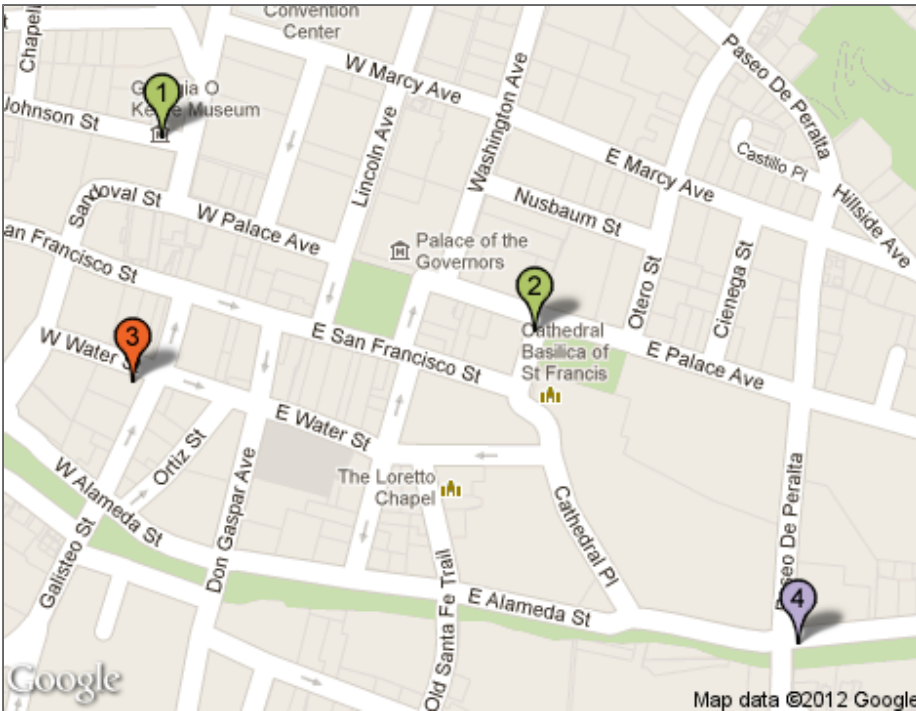 Convention
Center
Chapel
W Marcy Ave
Paseo De Peralta
1
Museum
Johnson St
Lincoln Ave
Washington Ave
E Marcy Ave
Castillo Pl
Hillside Ave
Sandoval St
W Palace Ave
Nusbaum St
an Francisco St
Palace of the
Governors
Otero St
Cienega St
2
Cathedral
Basilica of
St Francis
E San Francisco St
E Palace Ave
3
W Water St
E Water St
Ortiz St
Don Gaspar Ave
The Loretto
Chapel
W Alameda St
Galisteo St
Cathedral Pl
Paseo De Peralta
Old Santa Fe Trail
E Alameda St
4
Google
Map data ©2012 Google